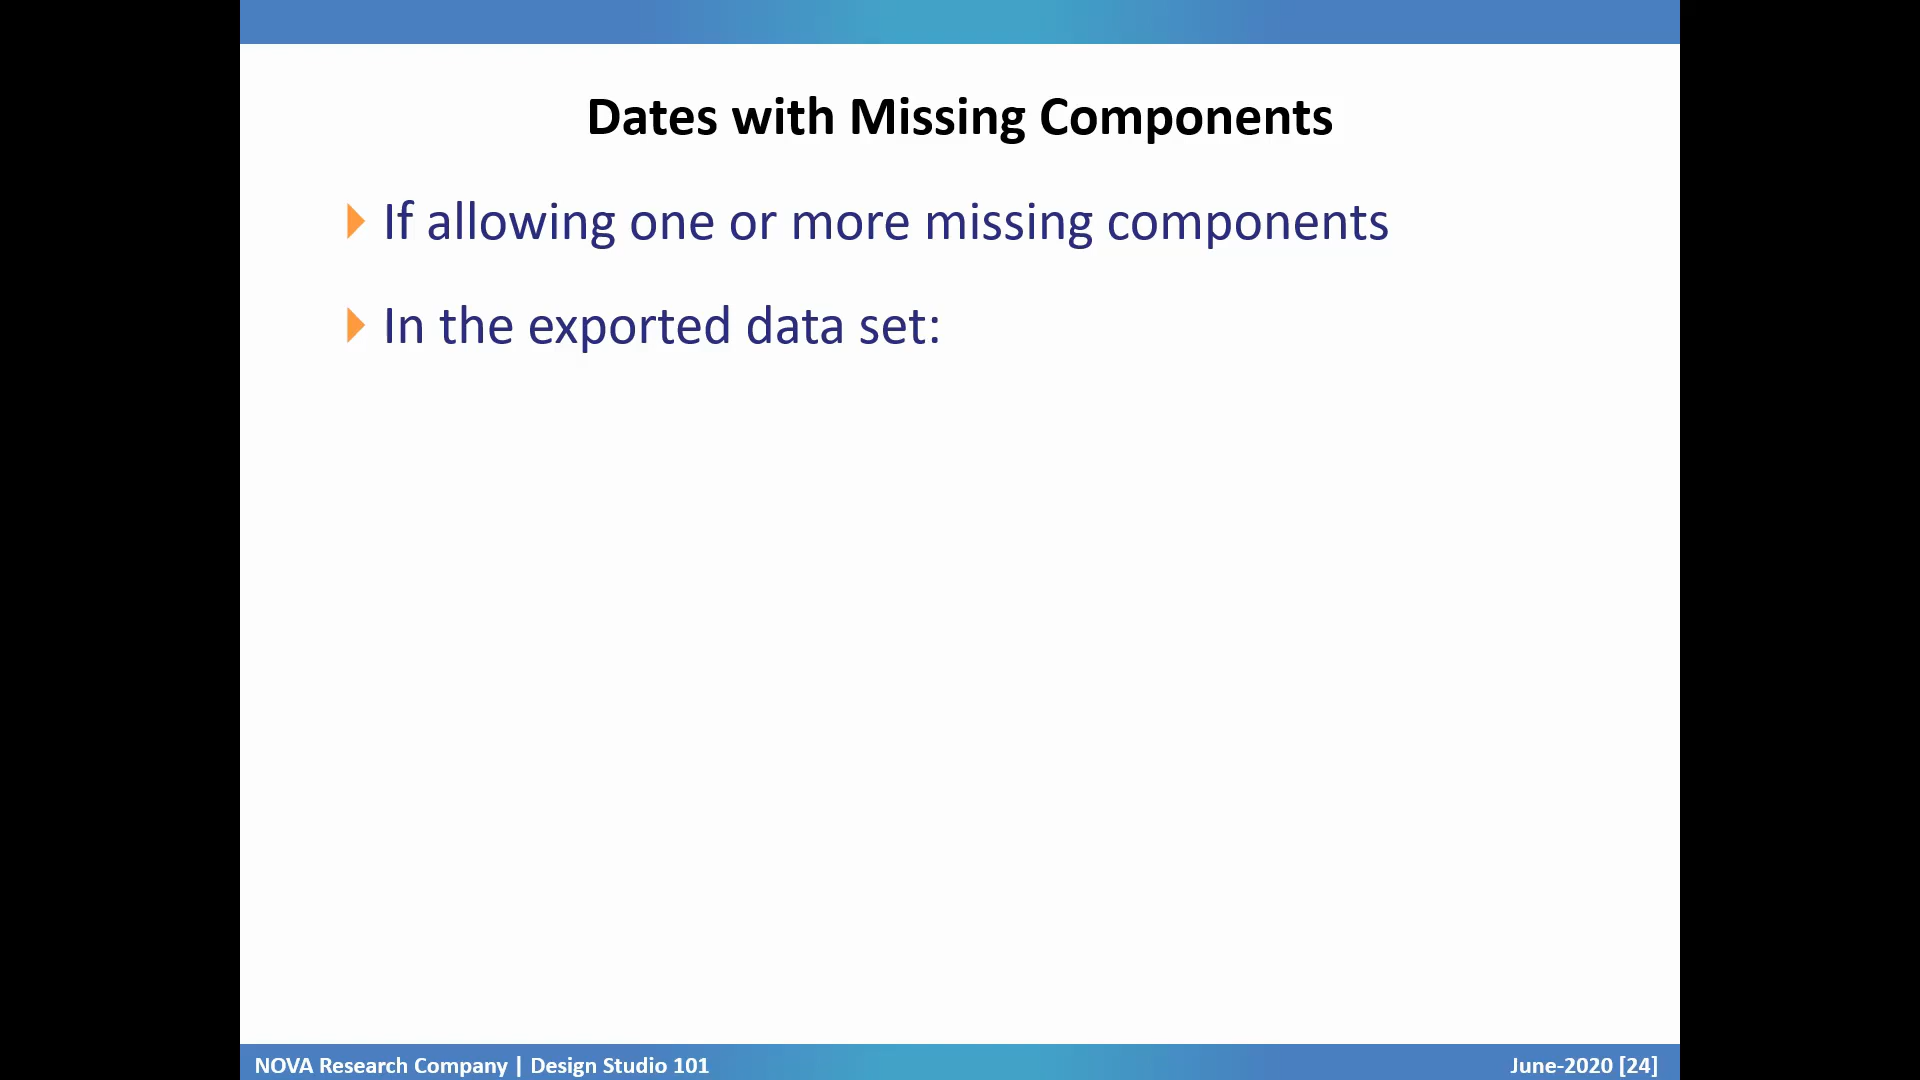 Dates with Missing Components
If allowing one or more missing components
In the exported data set:
NOVA Research Company | Design Studio 101
June-2020 [24]